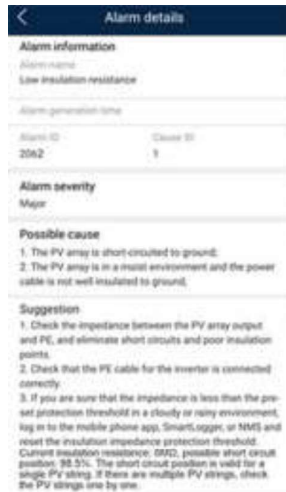 Alarm details
Alarm information
Alarm name
Low insulation resistance
Alarm generation time
Alarm ID Cause ID
2062 1
Alarm severity
Major
Possible cause
1. The PV array is short-circuited to ground;
2. The PV array is in a moist environment and the power
cable is not well insulated to ground;
Suggestion
1. Check the impedance between the PV array output
and PE, and eliminate short circuits and poor insulation
points.
2. Check that the PE cable for the inverter is connected
correctly.
3. If you are sure that the impedance is less than the pre-
set protection threshold in a cloudy or rainy environment,
log in to the mobile phone app, SmartLogger, or NMS and
reset the insulation impedance protection threshold.
Current insulation resistance: 0MΩ, possible short circuit
position: 98.5%. The short circuit position is valid for a
single PV string. If there are multiple PV strings, check
the PV strings one by one.